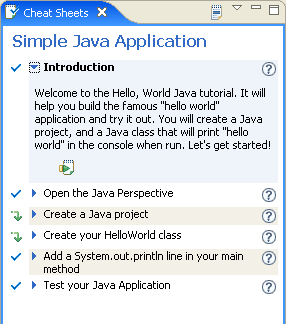 Cheat Sheets
Simple Java Application
Introduction
Welcome to the Hello, World Java tutorial. It will
help you build the famous "hello world"
application and try it out. You will create a Java
project, and a Java class that will print "hello
world" in the console when run. Let's get started!
Open the Java Perspective
Create a Java project
Create your HelloWorld class
Add a System.out.println line in your main
method
Test your Java Application